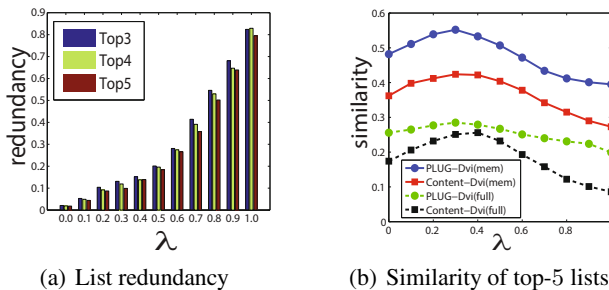 redundancy
0.9
0.8
0.7
0.6
0.5
0.4
0.3
0.2
0.1
0
Top3
Top4
Top5
0.0 0.1 0.2 0.3 0.4 0.5 0.6 0.7 0.8 0.9 1.0
λ
(a) List redundancy
similarity
0.6
0.5
0.4
0.3
0.2
0.1
0
PLUG-Dvi(mem)
Content-Dvi(mem)
PLUG-Dvi(full)
Content-Dvi(full)
0 0.2 0.4 0.6 0.8
λ
(b) Similarity of top-5 lists